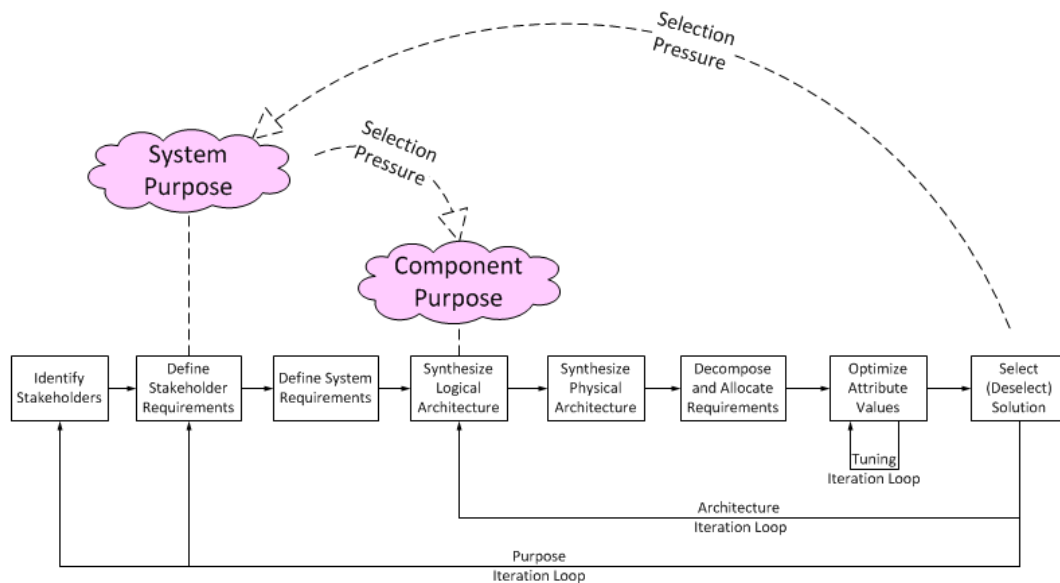 Selection
Pressure
System
Purpose
Selection
Pressure
Component
Purpose
Identify
Stakeholders
Define
Stakeholder
Requirements
Define System
Requirements
Synthesize
Logical
Architecture
Synthesize
Physical
Architecture
Decompose
and Allocate
Requirements
Optimize
Attribute
Values
Select
(Deselect)
Solution
Tuning
Iteration Loop
Architecture
Iteration Loop
Purpose
Iteration Loop